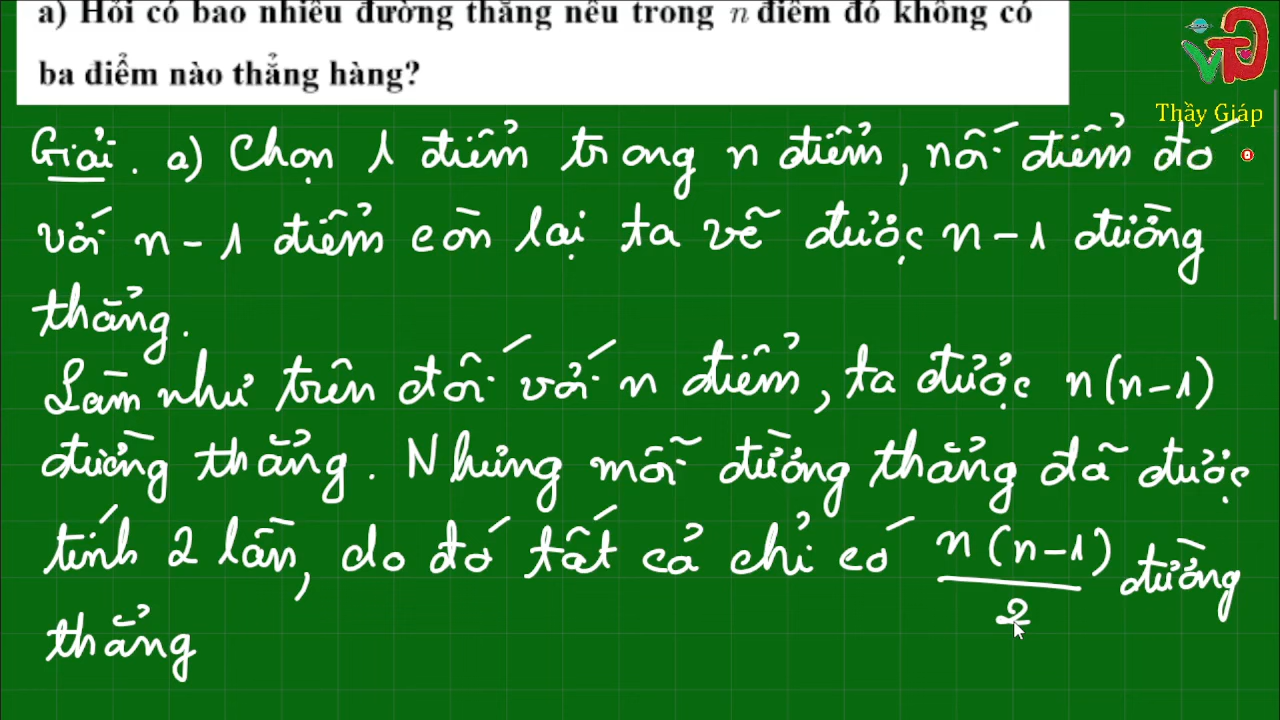 a) Hỏi có bao nhiêu đường thẳng nếu trong n điểm đó không có
ba điểm nào thẳng hàng?
Thầy Giáp
Giải. a) Chọn 1 điểm trong n điểm, nối điểm đó
với n - 1 điểm còn lại ta vẽ được n - 1 đường
thẳng.
Làm như trên đối với n điểm, ta được n(n-1)
đường thẳng. Nhưng mỗi đường thẳng đã được
tính 2 lần, do đó tất cả chỉ có n(n-1)/2 đường
thẳng